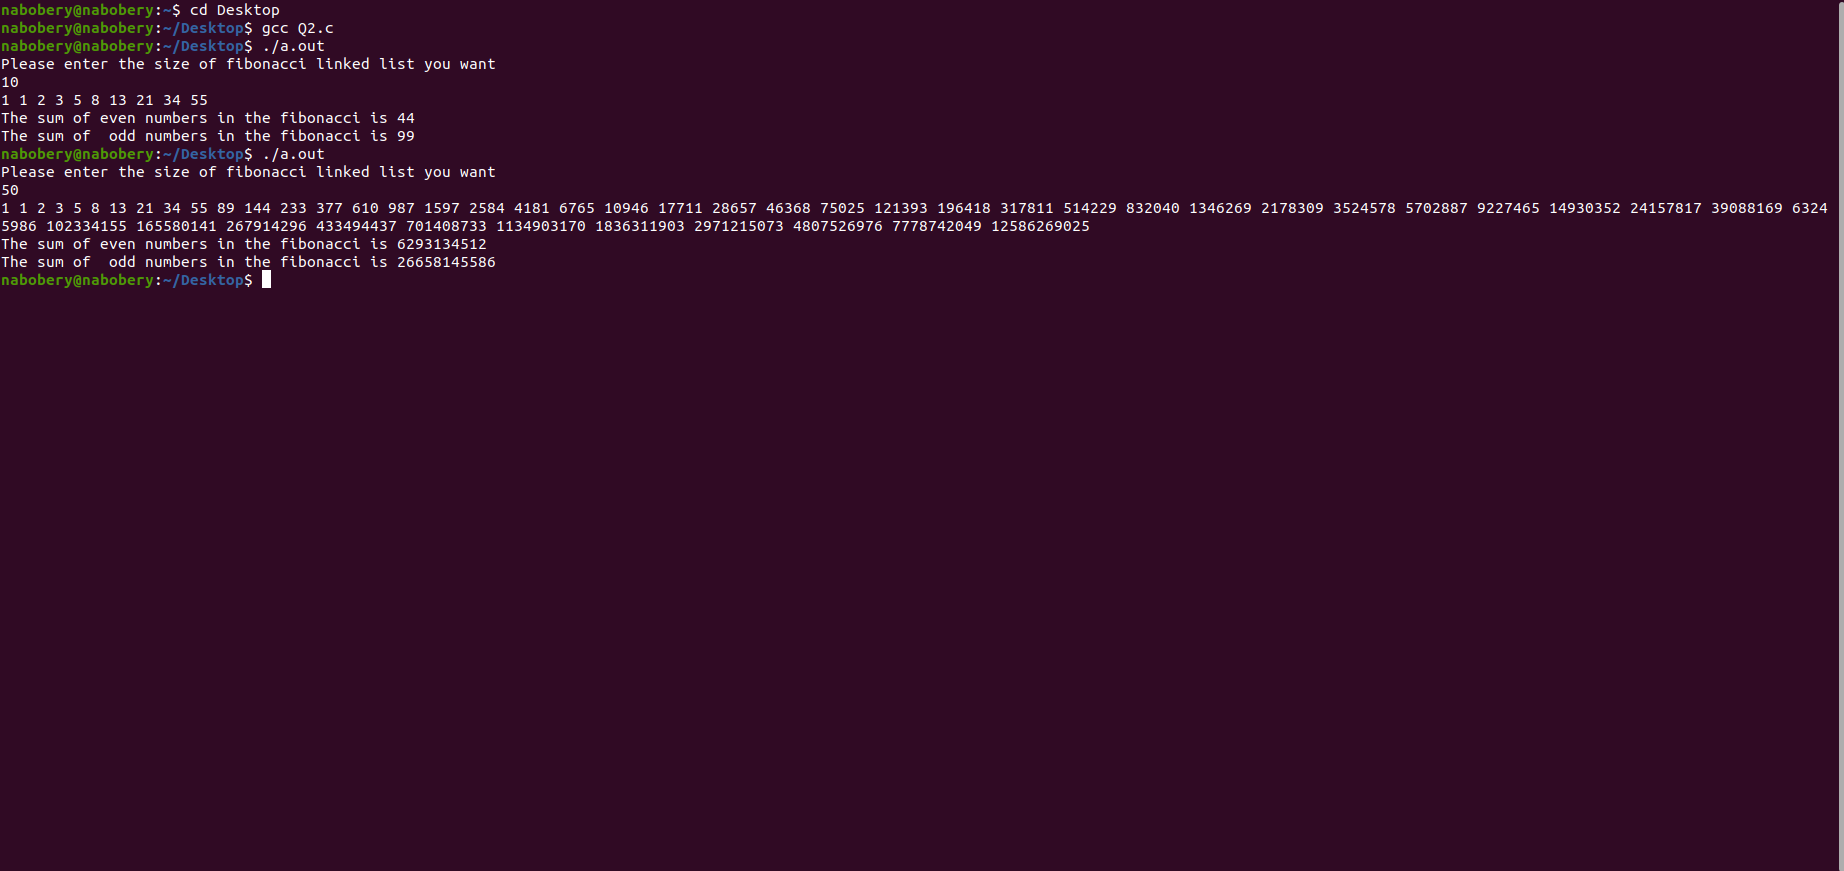 nabobery@nabobery:~$ cd Desktop
nabobery@nabobery:~/Desktop$ gcc Q2.c
nabobery@nabobery:~/Desktop$ ./a.out
Please enter the size of fibonacci linked list you want
10
1 1 2 3 5 8 13 21 34 55
The sum of even numbers in the fibonacci is 44
The sum of  odd numbers in the fibonacci is 99
nabobery@nabobery:~/Desktop$ ./a.out
Please enter the size of fibonacci linked list you want
50
1 1 2 3 5 8 13 21 34 55 89 144 233 377 610 987 1597 2584 4181 6765 10946 17711 28657 46368 75025 121393 196418 317811 514229 832040 1346269 2178309 3524578 5702887 9227465 14930352 24157817 39088169 6324
5986 102334155 165580141 267914296 433494437 701408733 1134903170 1836311903 2971215073 4807526976 7778742049 12586269025
The sum of even numbers in the fibonacci is 6293134512
The sum of  odd numbers in the fibonacci is 26658145586
nabobery@nabobery:~/Desktop$